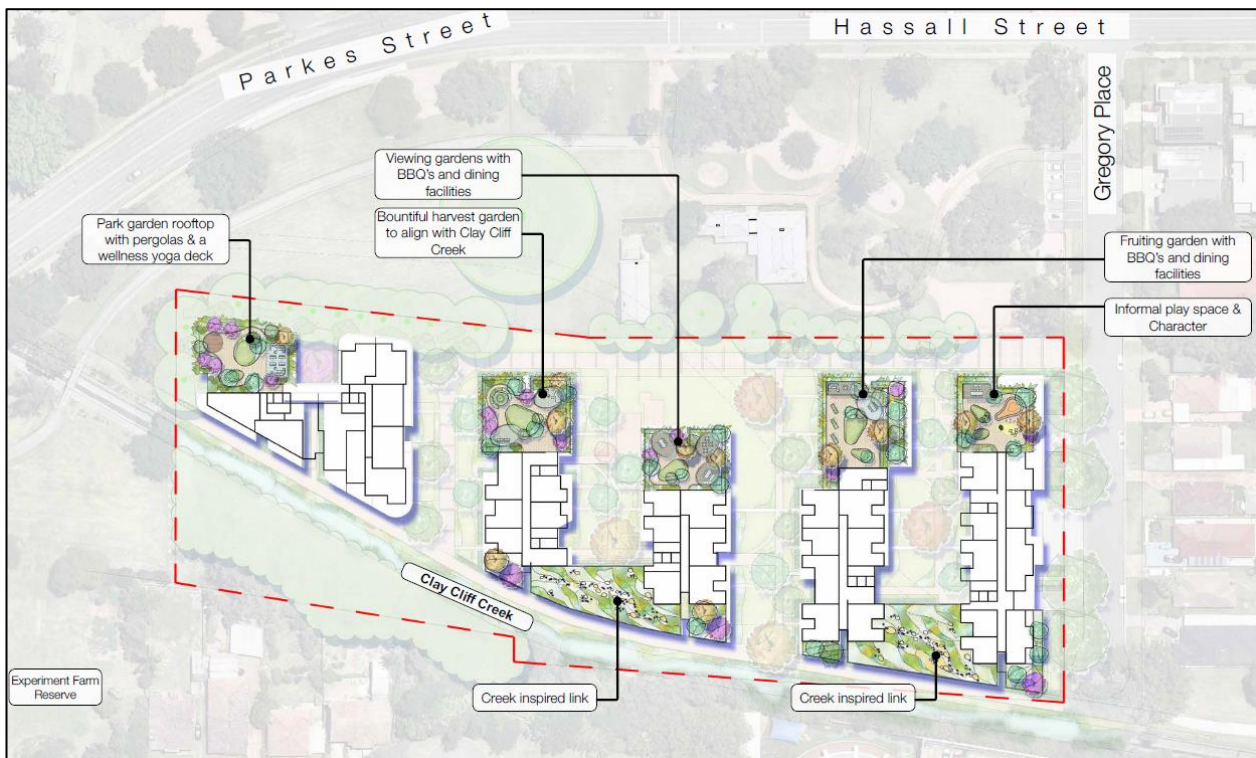 Parkes Street
Hassall Street
Gregory Place
Viewing gardens with
BBQ's and dining
facilities
Bountiful harvest garden
to align with Clay Cliff
Creek
Park garden rooftop
with pergolas & a
wellness yoga deck
Fruiting garden with
BBQ's and dining
facilities
Informal play space &
Character
Clay Cliff Creek
Experiment Farm
Reserve
Creek inspired link
Creek inspired link